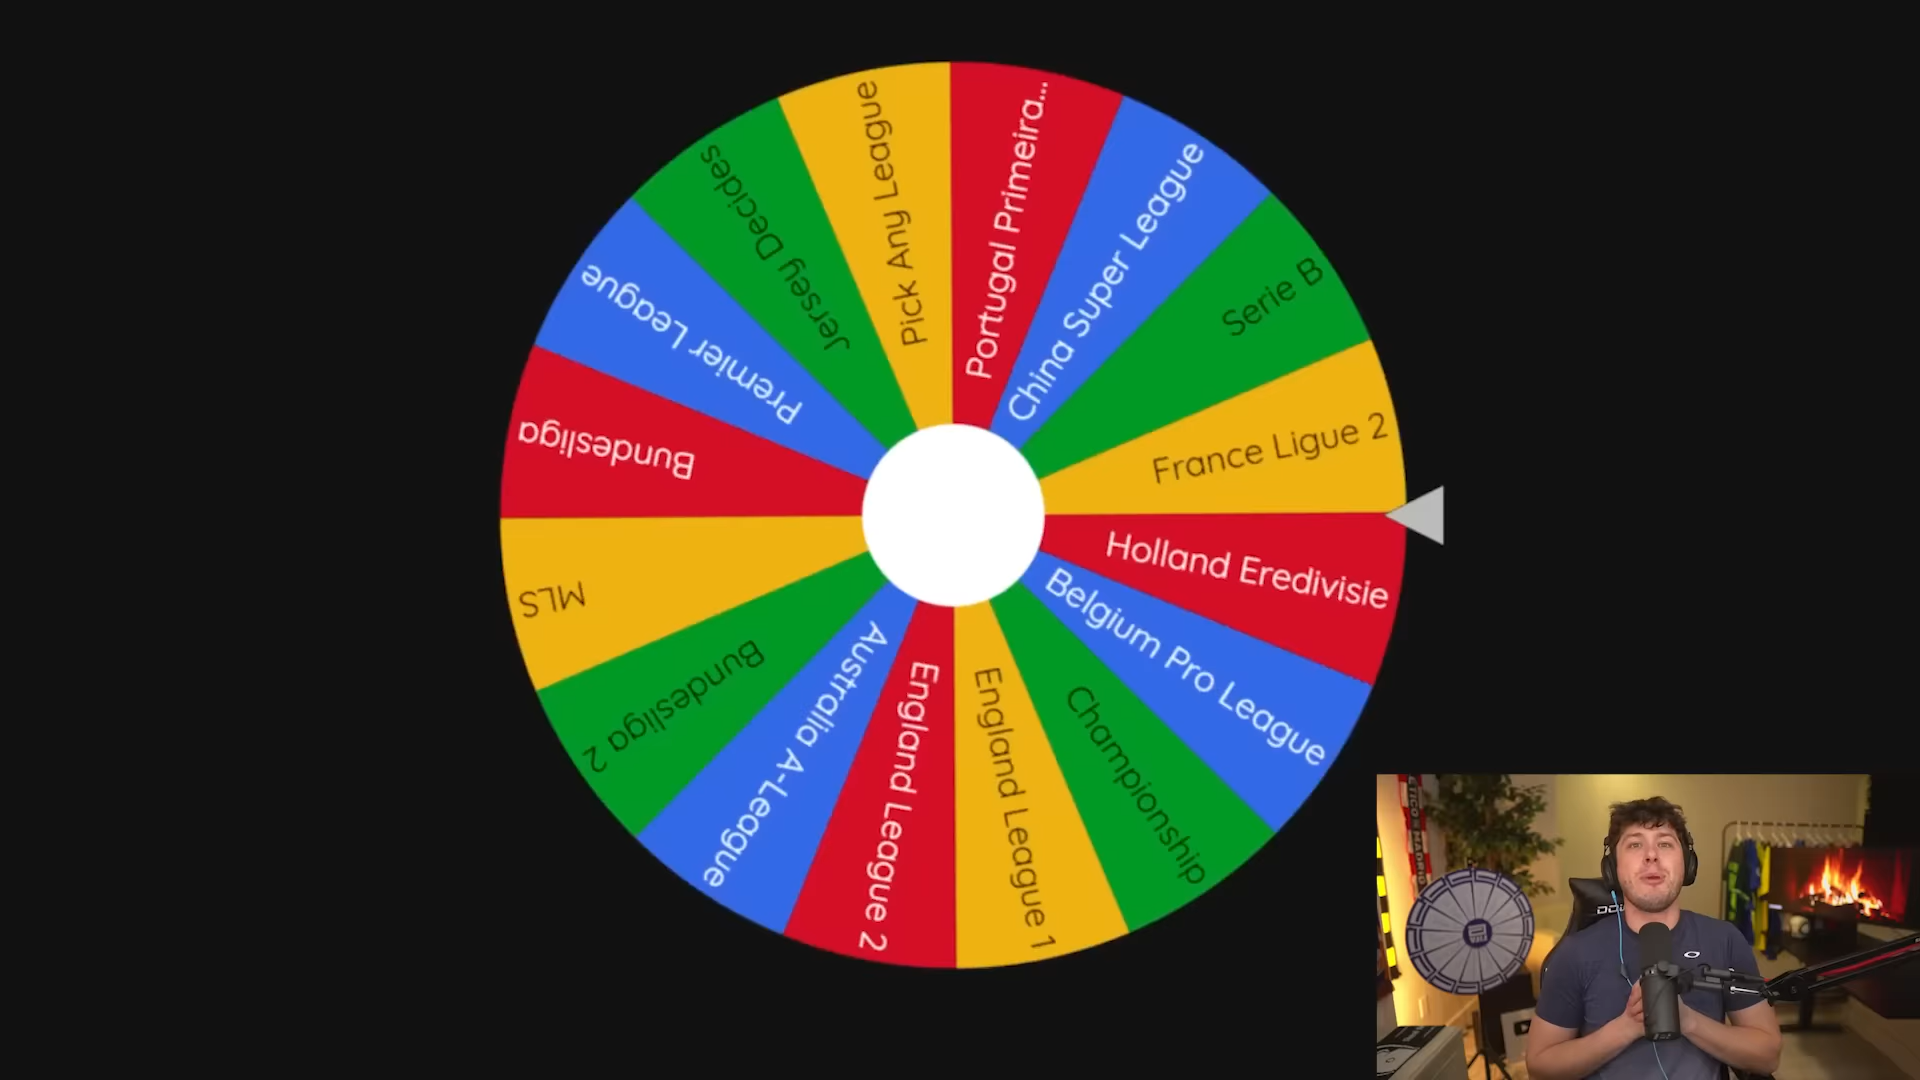 Pick Any League
Portugal Primeira...
China Super League
Serie B
France Ligue 2
Holland Eredivisie
Belgium Pro League
Championship
England League 1
England League 2
Australia A-League
Bundesliga 2
MLS
Bundesliga
Premier League
Jersey Decides